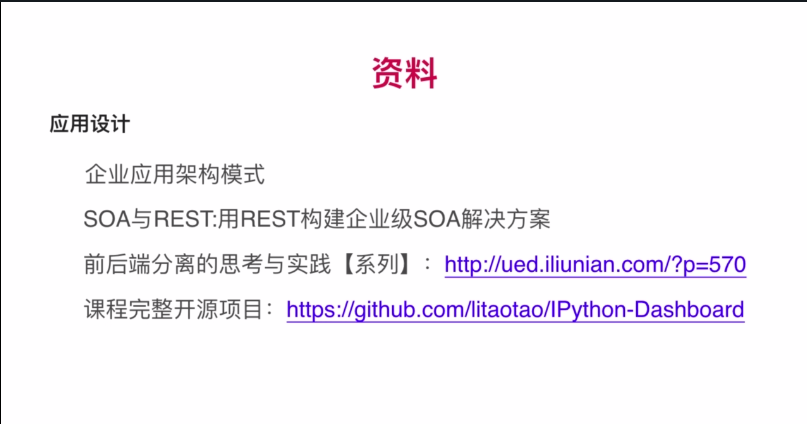 资料
应用设计
企业应用架构模式
SOA与REST:用REST构建企业级SOA解决方案
前后端分离的思考与实践【系列】：http://ued.iliunian.com/?p=570
课程完整开源项目：https://github.com/litaotao/IPython-Dashboard